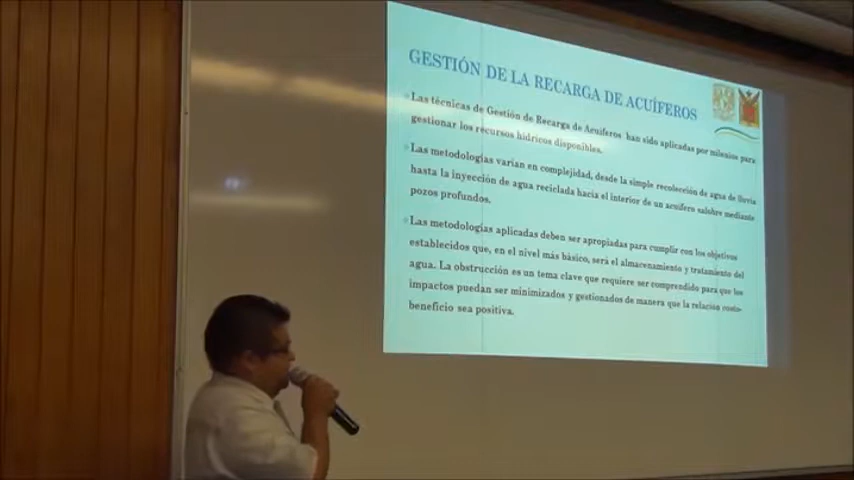 GESTIÓN DE LA RECARGA DE ACUÍFEROS
Las técnicas de Gestión de Recarga de Acuíferos han sido aplicadas por milenios para
gestionar los recursos hídricos disponibles.
Las metodologías varían en complejidad, desde la simple recolección de agua de lluvia
hasta la inyección de agua reciclada hacia el interior de un acuífero salobre mediante
pozos profundos.
Las metodologías aplicadas deben ser apropiadas para cumplir con los objetivos
establecidos que, en el nivel más básico, será el almacenamiento y tratamiento del
agua. La obstrucción es un tema clave que requiere ser comprendido para que los
impactos puedan ser minimizados y gestionados de manera que la relación costo-
beneficio sea positiva.